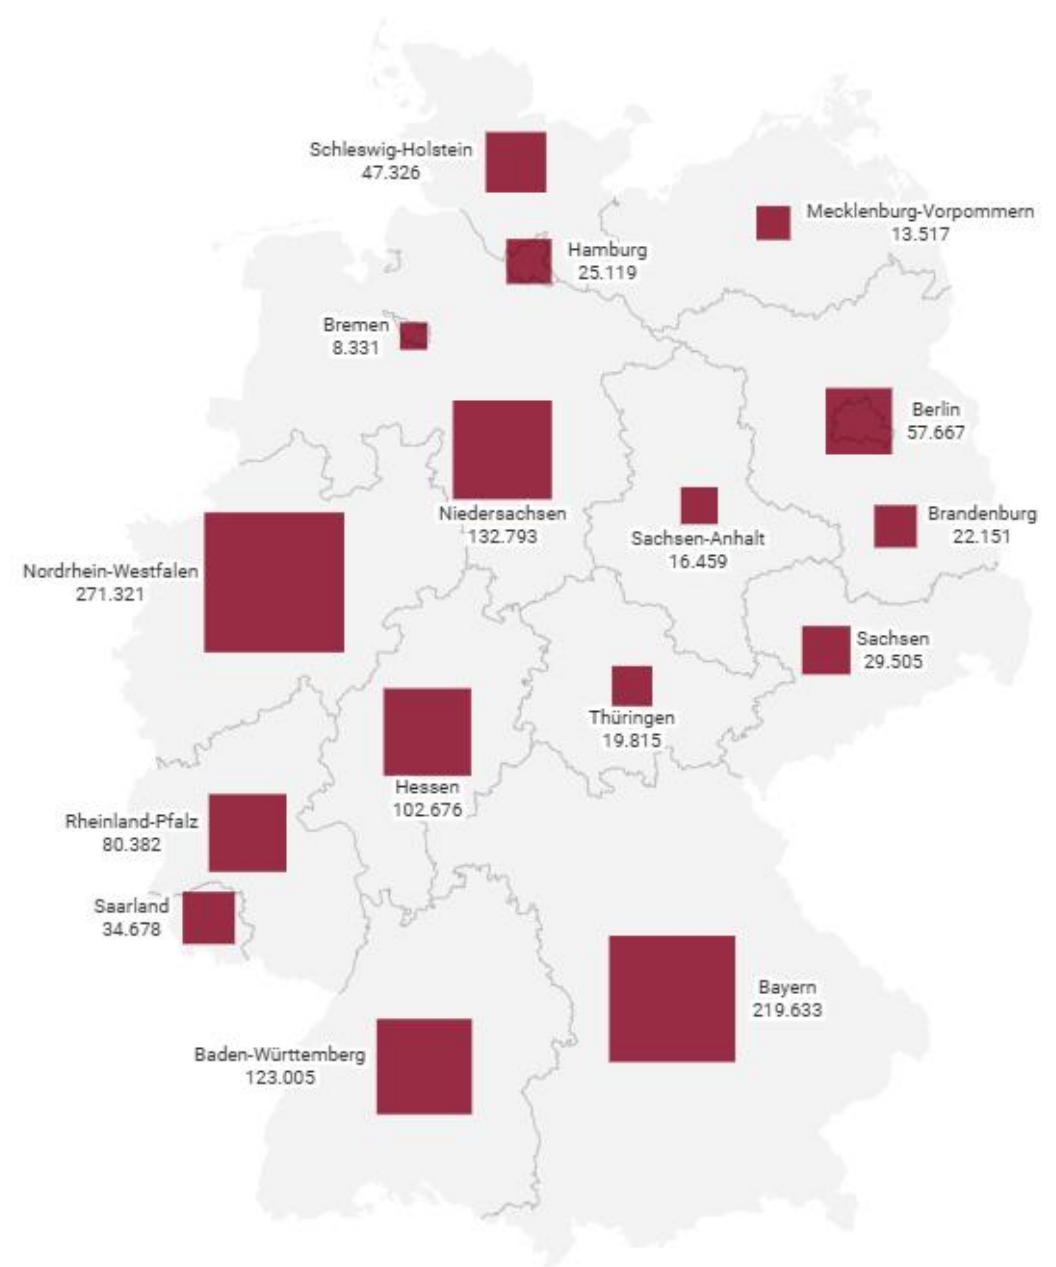 Schleswig-Holstein
47.326
Mecklenburg-Vorpommern
13.517
Hamburg
25.119
Bremen
8.331
Berlin
57.667
Niedersachsen
132.793
Brandenburg
22.151
Sachsen-Anhalt
16.459
Nordrhein-Westfalen
271.321
Sachsen
29.505
Thüringen
19.815
Hessen
102.676
Rheinland-Pfalz
80.382
Saarland
34.678
Bayern
219.633
Baden-Württemberg
123.005